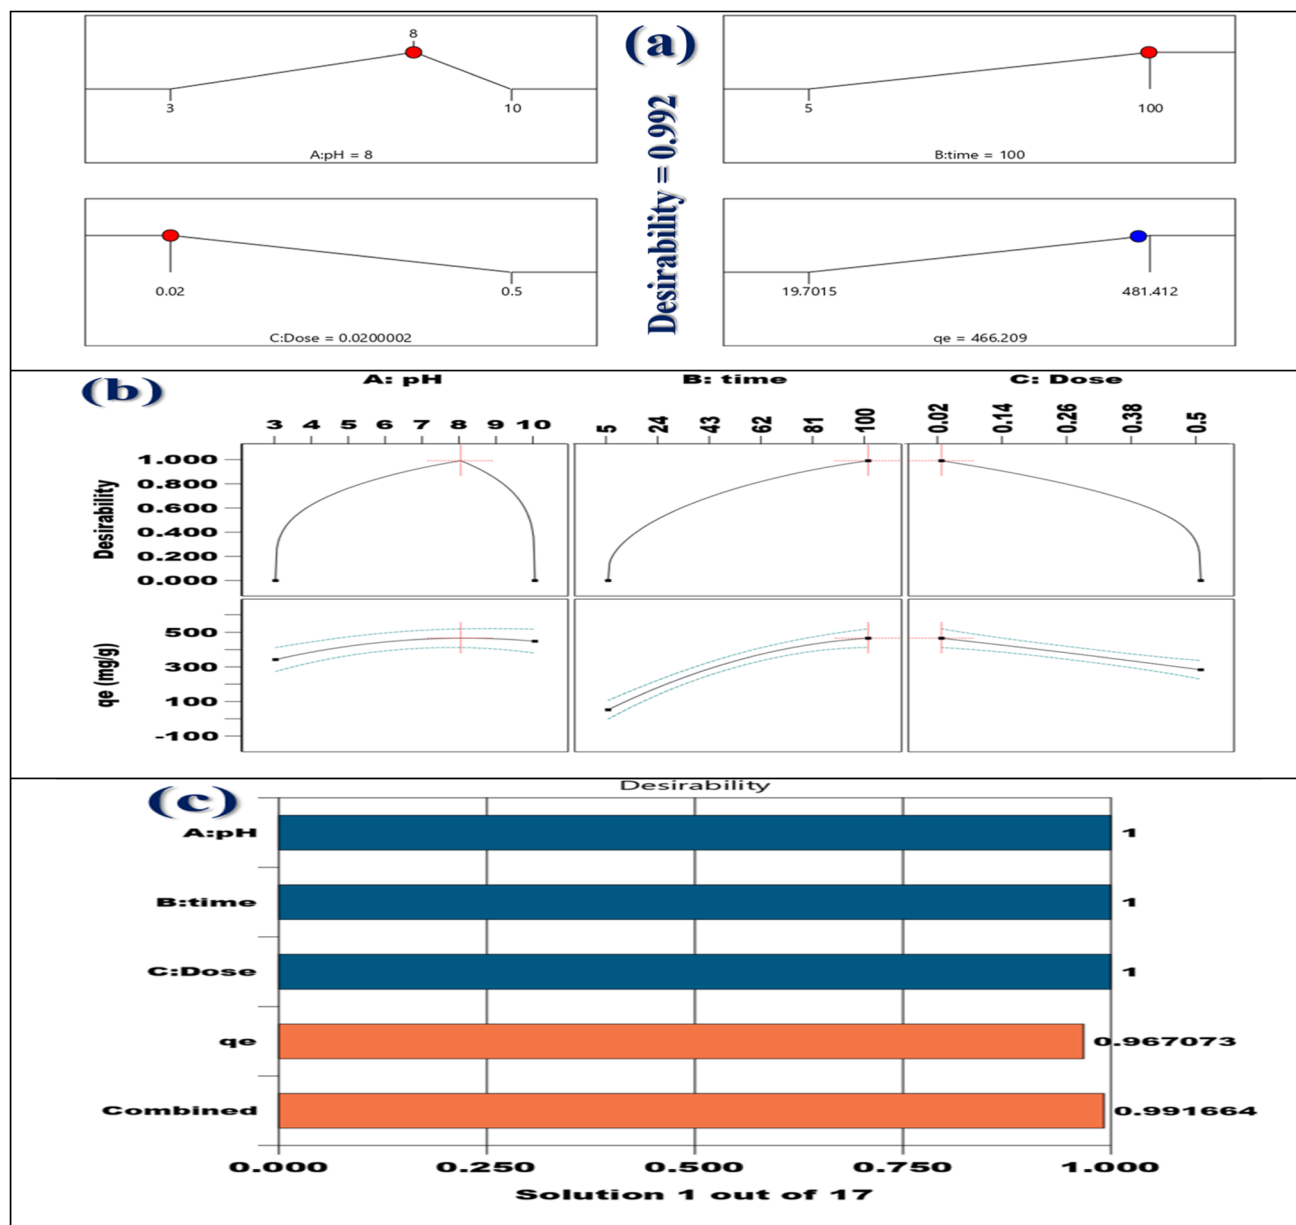 (a)
Desirability = 0.992
8
3
10
A:pH = 8
5
100
B:time = 100
0.02
0.5
C:Dose = 0.0200002
19.7015
481.412
qe = 466.209
(b)
A: pH
B: time
C: Dose
3 4 5 6 7 8 9 10
5 24 43 62 81 100
0.02 0.14 0.26 0.38 0.5
Desirability
1.000
0.800
0.600
0.400
0.200
0.000
qe (mg/g)
500
300
100
-100
(c)
Desirability
A:pH
1
B:time
1
C:Dose
1
qe
0.967073
Combined
0.991664
0.000 0.250 0.500 0.750 1.000
Solution 1 out of 17